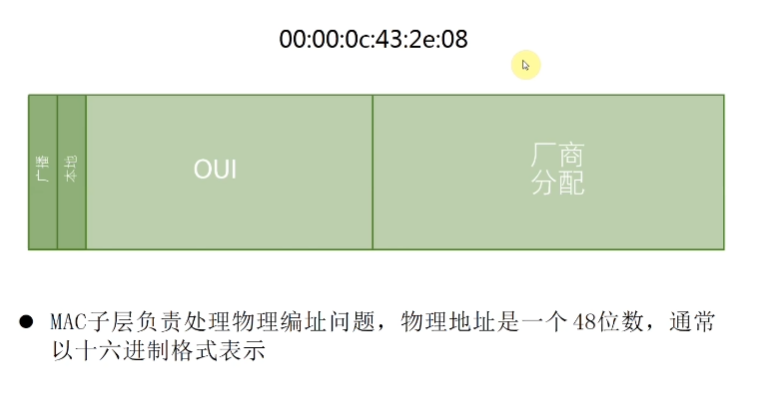 00:00:0c:43:2e:08
广播
本地
OUI
厂商
分配
● MAC子层负责处理物理编址问题，物理地址是一个48位数，通常
以十六进制格式表示